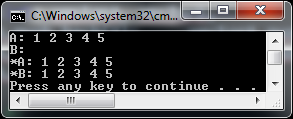 C:\Windows\system32\cm...
A: 1 2 3 4 5
B:
*A: 1 2 3 4 5
*B: 1 2 3 4 5
Press any key to continue . . .